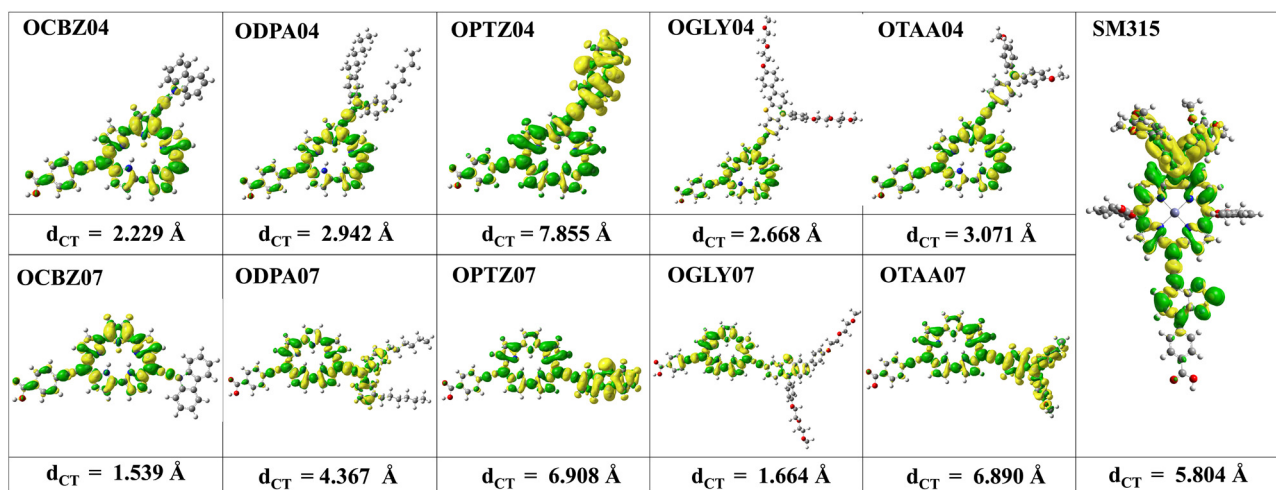 OCBZ04
ODPA04
OPTZ04
OGLY04
OTAA04
SM315
dCT = 2.229 Å
dCT = 2.942 Å
dCT = 7.855 Å
dCT = 2.668 Å
dCT = 3.071 Å
OCBZ07
ODPA07
OPTZ07
OGLY07
OTAA07
dCT = 1.539 Å
dCT = 4.367 Å
dCT = 6.908 Å
dCT = 1.664 Å
dCT = 6.890 Å
dCT = 5.804 Å